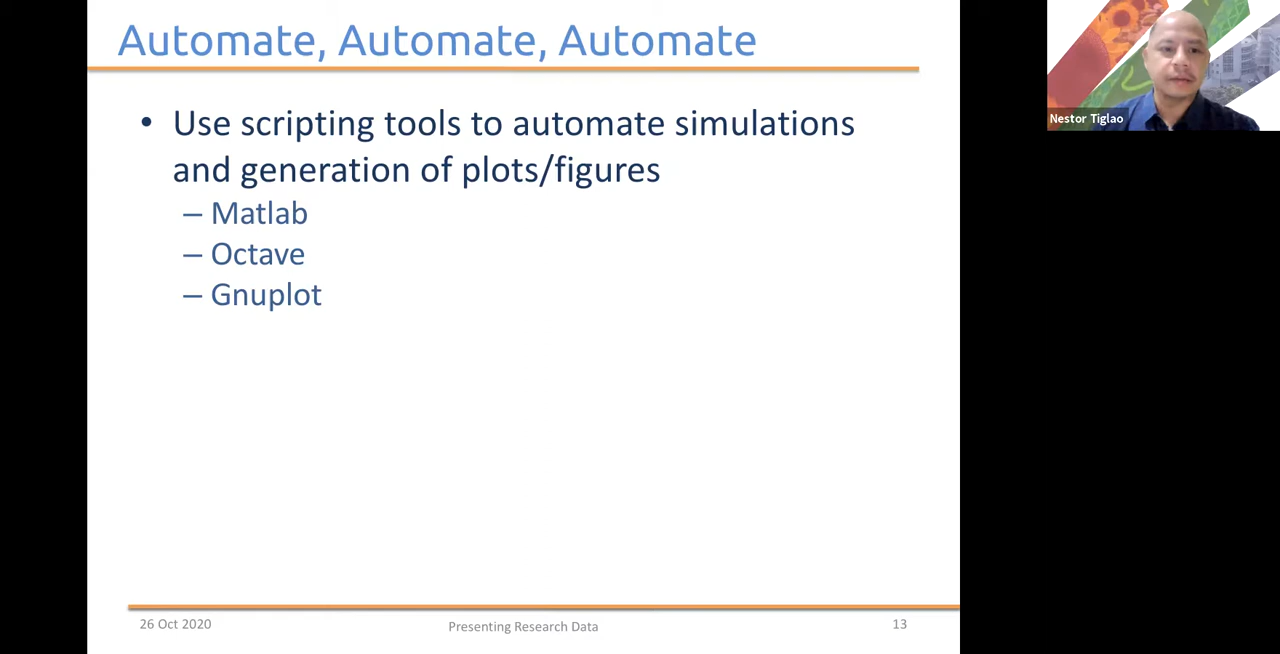 Automate, Automate, Automate
• Use scripting tools to automate simulations
and generation of plots/figures
– Matlab
– Octave
– Gnuplot
26 Oct 2020
Presenting Research Data
13
Nestor Tiglao